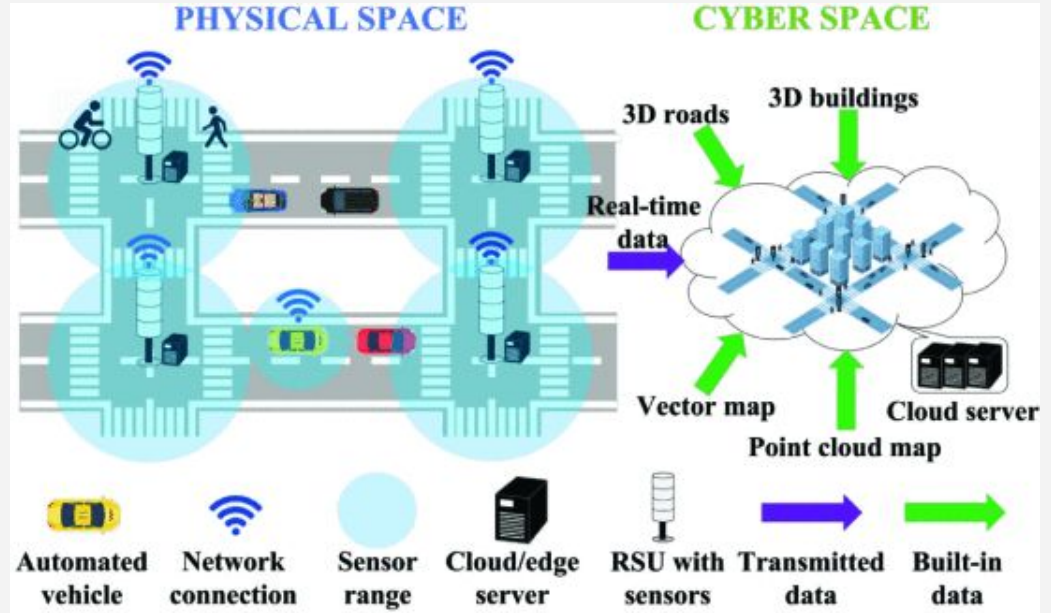 PHYSICAL SPACE
CYBER SPACE
3D roads
3D buildings
Real-time
data
Vector map
Point cloud map
Cloud server
Automated
vehicle
Network
connection
Sensor
range
Cloud/edge
server
RSU with
sensors
Transmitted
data
Built-in
data